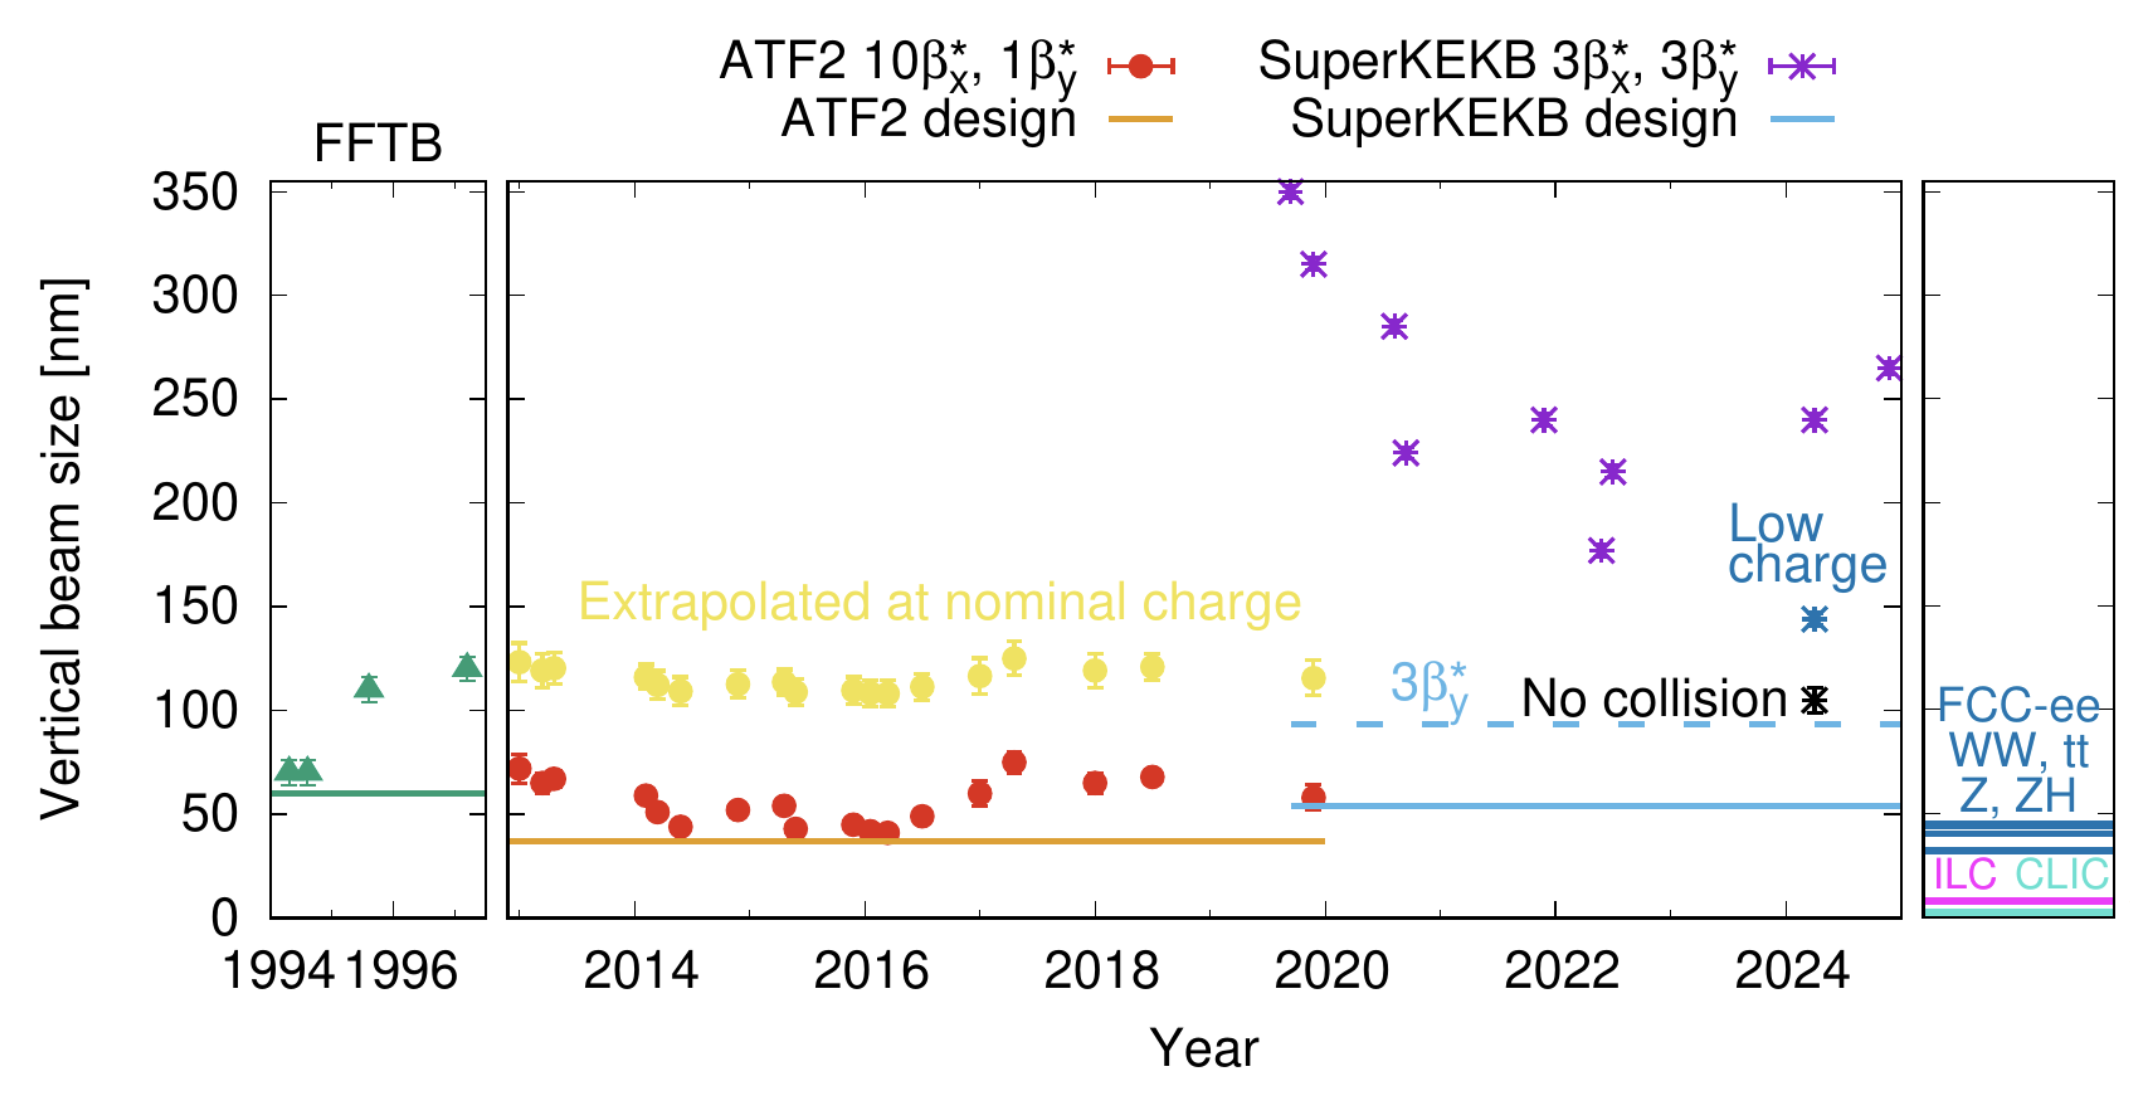 ATF2 10β*x, 1β*y
SuperKEKB 3β*x, 3β*y
ATF2 design
SuperKEKB design
FFTB
Vertical beam size [nm]
350
300
250
200
150
100
50
0
Extrapolated at nominal charge
3β*y
Low
charge
No collision
FCC-ee
WW, tt
Z, ZH
ILC CLIC
1994 1996 2014 2016 2018 2020 2022 2024
Year